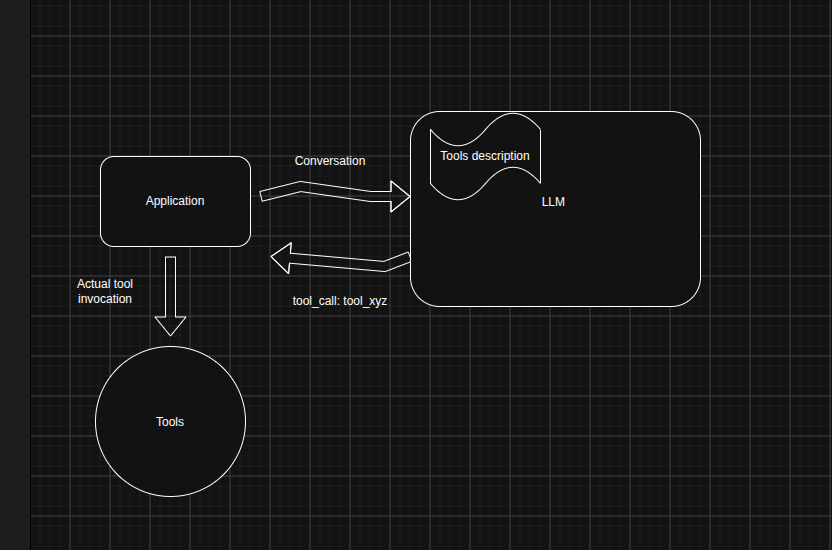 Conversation
Tools description
Application
LLM
Actual tool
invocation
tool_call: tool_xyz
Tools